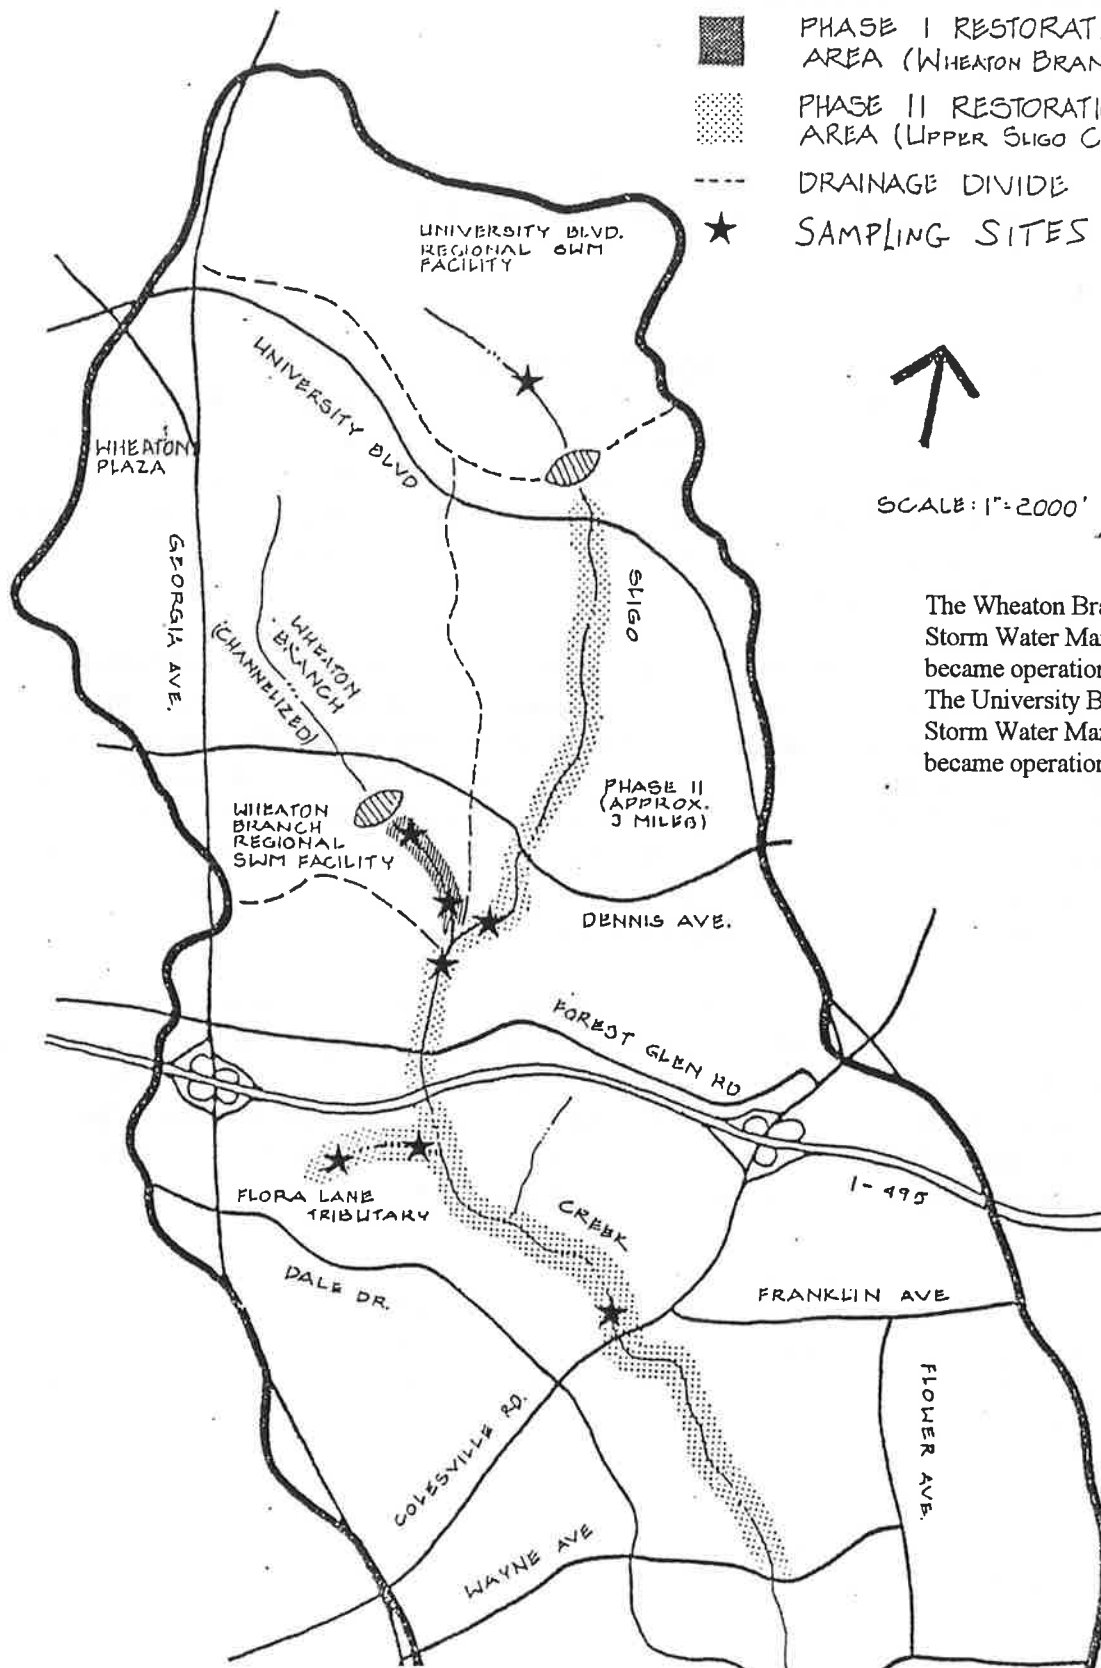 PHASE I RESTORAT
AREA (WHEATON BRAN
PHASE II RESTORATI
AREA (UPPER SLIGO C
DRAINAGE DIVIDE
SAMPLING SITES
UNIVERSITY BLVD.
REGIONAL SWM
FACILITY
UNIVERSITY BLVD
WHEATON
PLAZA
SCALE: 1"=2000'
GEORGIA AVE.
SLIGO
WHEATON
BRANCH
(CHANNELIZED)
The Wheaton Bra
Storm Water Man
became operation
The University B
Storm Water Man
became operation
PHASE II
(APPROX.
3 MILES)
WHEATON
BRANCH
REGIONAL
SWM FACILITY
DENNIS AVE.
FOREST GLEN RD
I-495
FLORA LANE
TRIBUTARY
CREEK
DALE DR.
FRANKLIN AVE
FLOWER AVE.
COLESVILLE RD.
WAYNE AVE